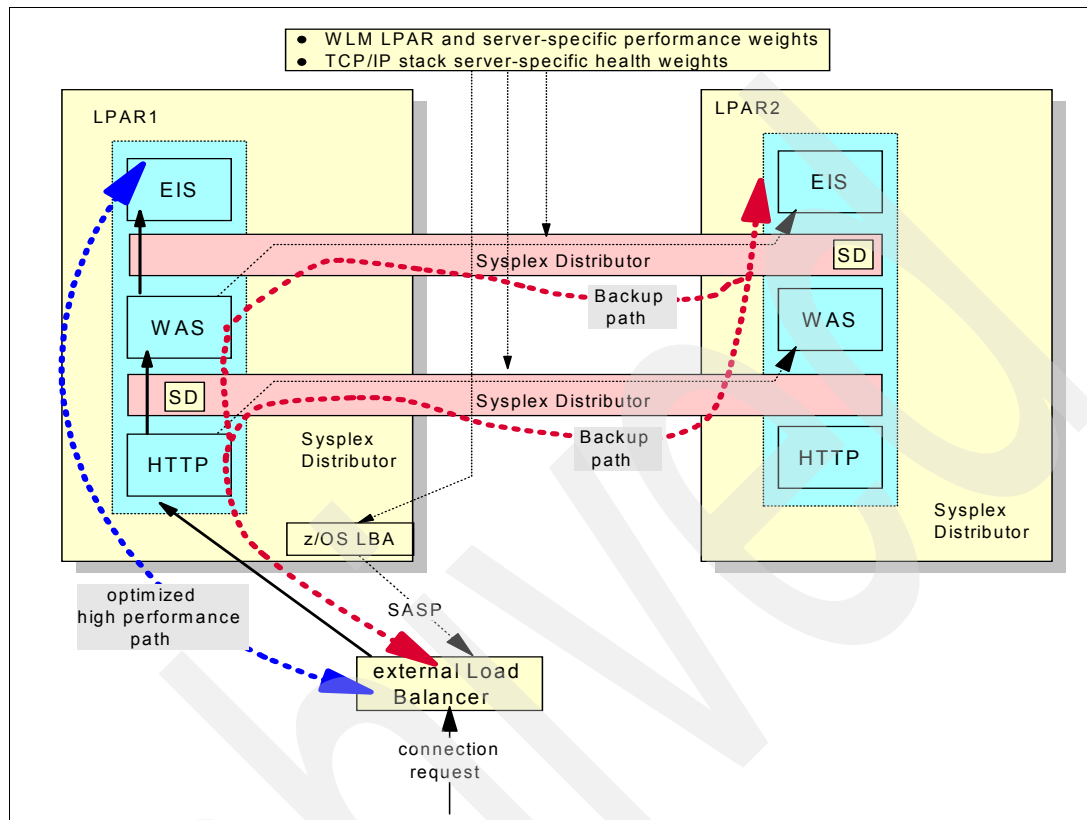 ● WLM LPAR and server-specific performance weights
● TCP/IP stack server-specific health weights
LPAR1
LPAR2
EIS
EIS
Sysplex Distributor
SD
Backup
path
WAS
WAS
SD
Sysplex Distributor
Backup
path
HTTP
Sysplex
Distributor
HTTP
Sysplex
Distributor
z/OS LBA
optimized
high performance
path
SASP
external Load
Balancer
connection
request